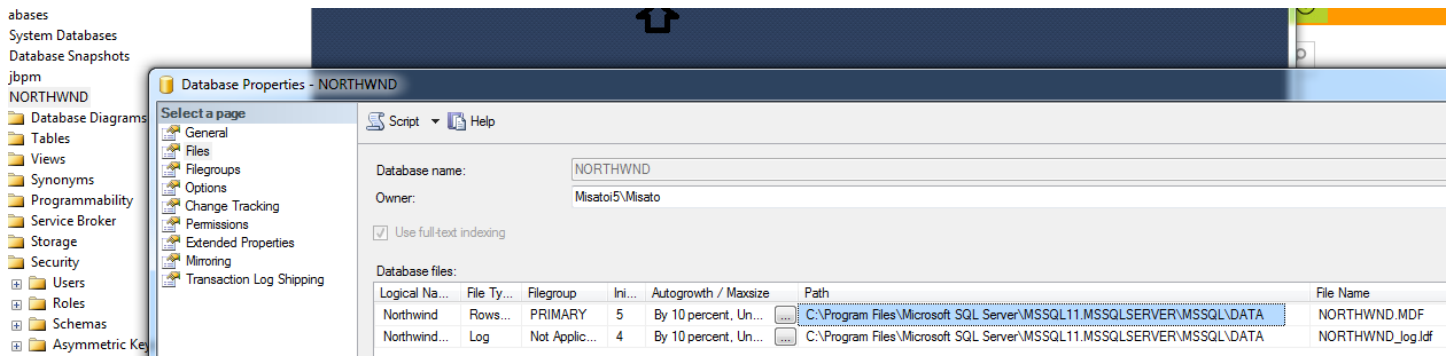 abases
System Databases
Database Snapshots
jbpm
NORTHWND
Database Diagrams
Tables
Views
Synonyms
Programmability
Service Broker
Storage
Security
Users
Roles
Schemas
Asymmetric Key
Database Properties - NORTHWND
Select a page
General
Files
Filegroups
Options
Change Tracking
Permissions
Extended Properties
Mirroring
Transaction Log Shipping
Script Help
Database name: NORTHWND
Owner: Misatoi5\Misato
Use full-text indexing
Database files:
Logical Na... File Ty... Filegroup Ini... Autogrowth / Maxsize Path File Name
Northwind Rows... PRIMARY 5 By 10 percent, Un... ... C:\Program Files\Microsoft SQL Server\MSSQL11.MSSQLSERVER\MSSQL\DATA NORTHWND.MDF
Northwind... Log Not Applic... 4 By 10 percent, Un... ... C:\Program Files\Microsoft SQL Server\MSSQL11.MSSQLSERVER\MSSQL\DATA NORTHWND_log.ldf